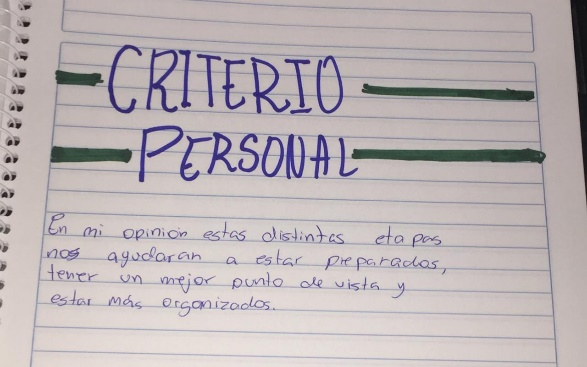 CRITERIO
PERSONAL
En mi opinion estas distintas etapas
nos ayudaran a estar preparados,
tener un mejor punto de vista y
estar más organizados.